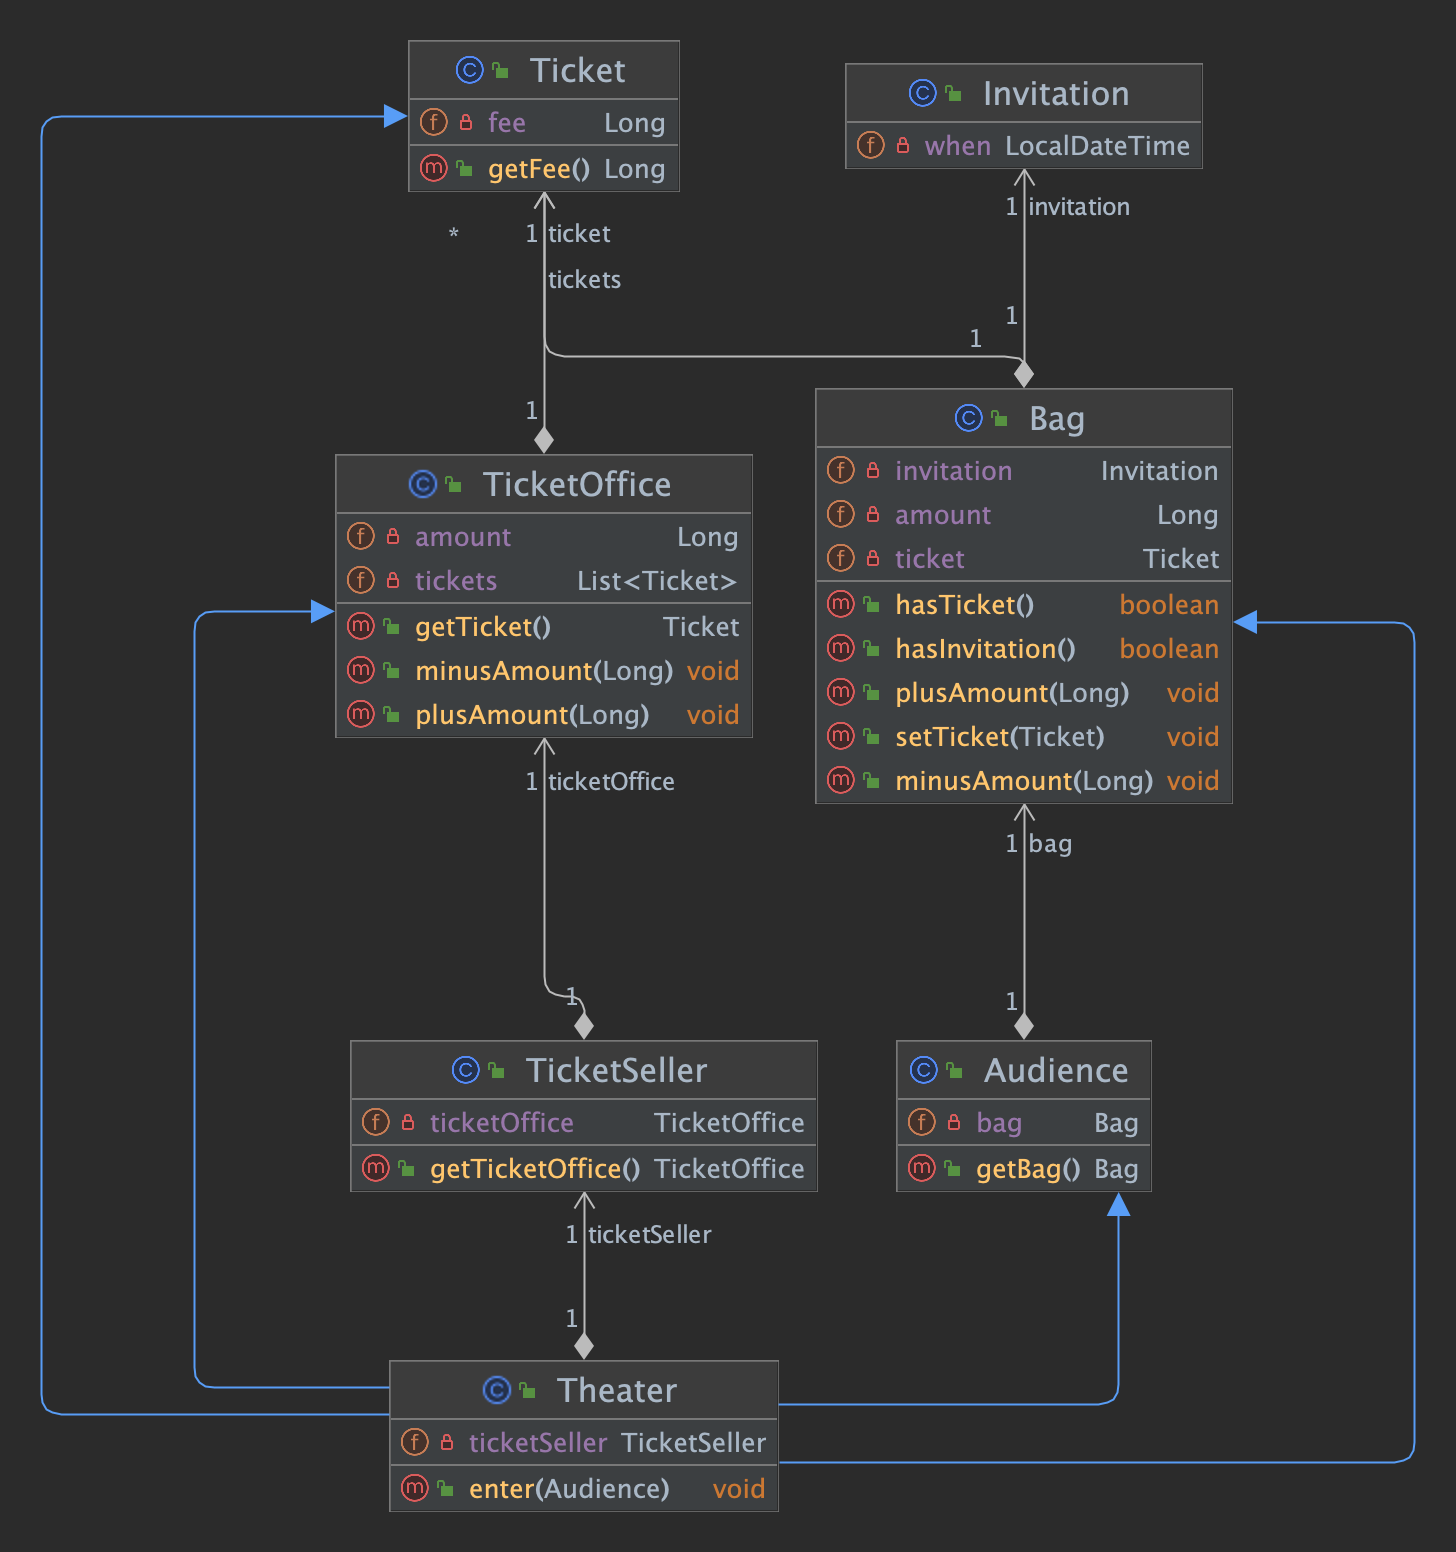 Ticket
fee Long
getFee() Long
Invitation
when LocalDateTime
1 invitation
* 1 ticket
tickets
1
1
1
Bag
invitation Invitation
amount Long
ticket Ticket
hasTicket() boolean
hasInvitation() boolean
plusAmount(Long) void
setTicket(Ticket) void
minusAmount(Long) void
TicketOffice
amount Long
tickets List<Ticket>
getTicket() Ticket
minusAmount(Long) void
plusAmount(Long) void
1 ticketOffice
1 bag
1
1
TicketSeller
ticketOffice TicketOffice
getTicketOffice() TicketOffice
Audience
bag Bag
getBag() Bag
1 ticketSeller
1
Theater
ticketSeller TicketSeller
enter(Audience) void